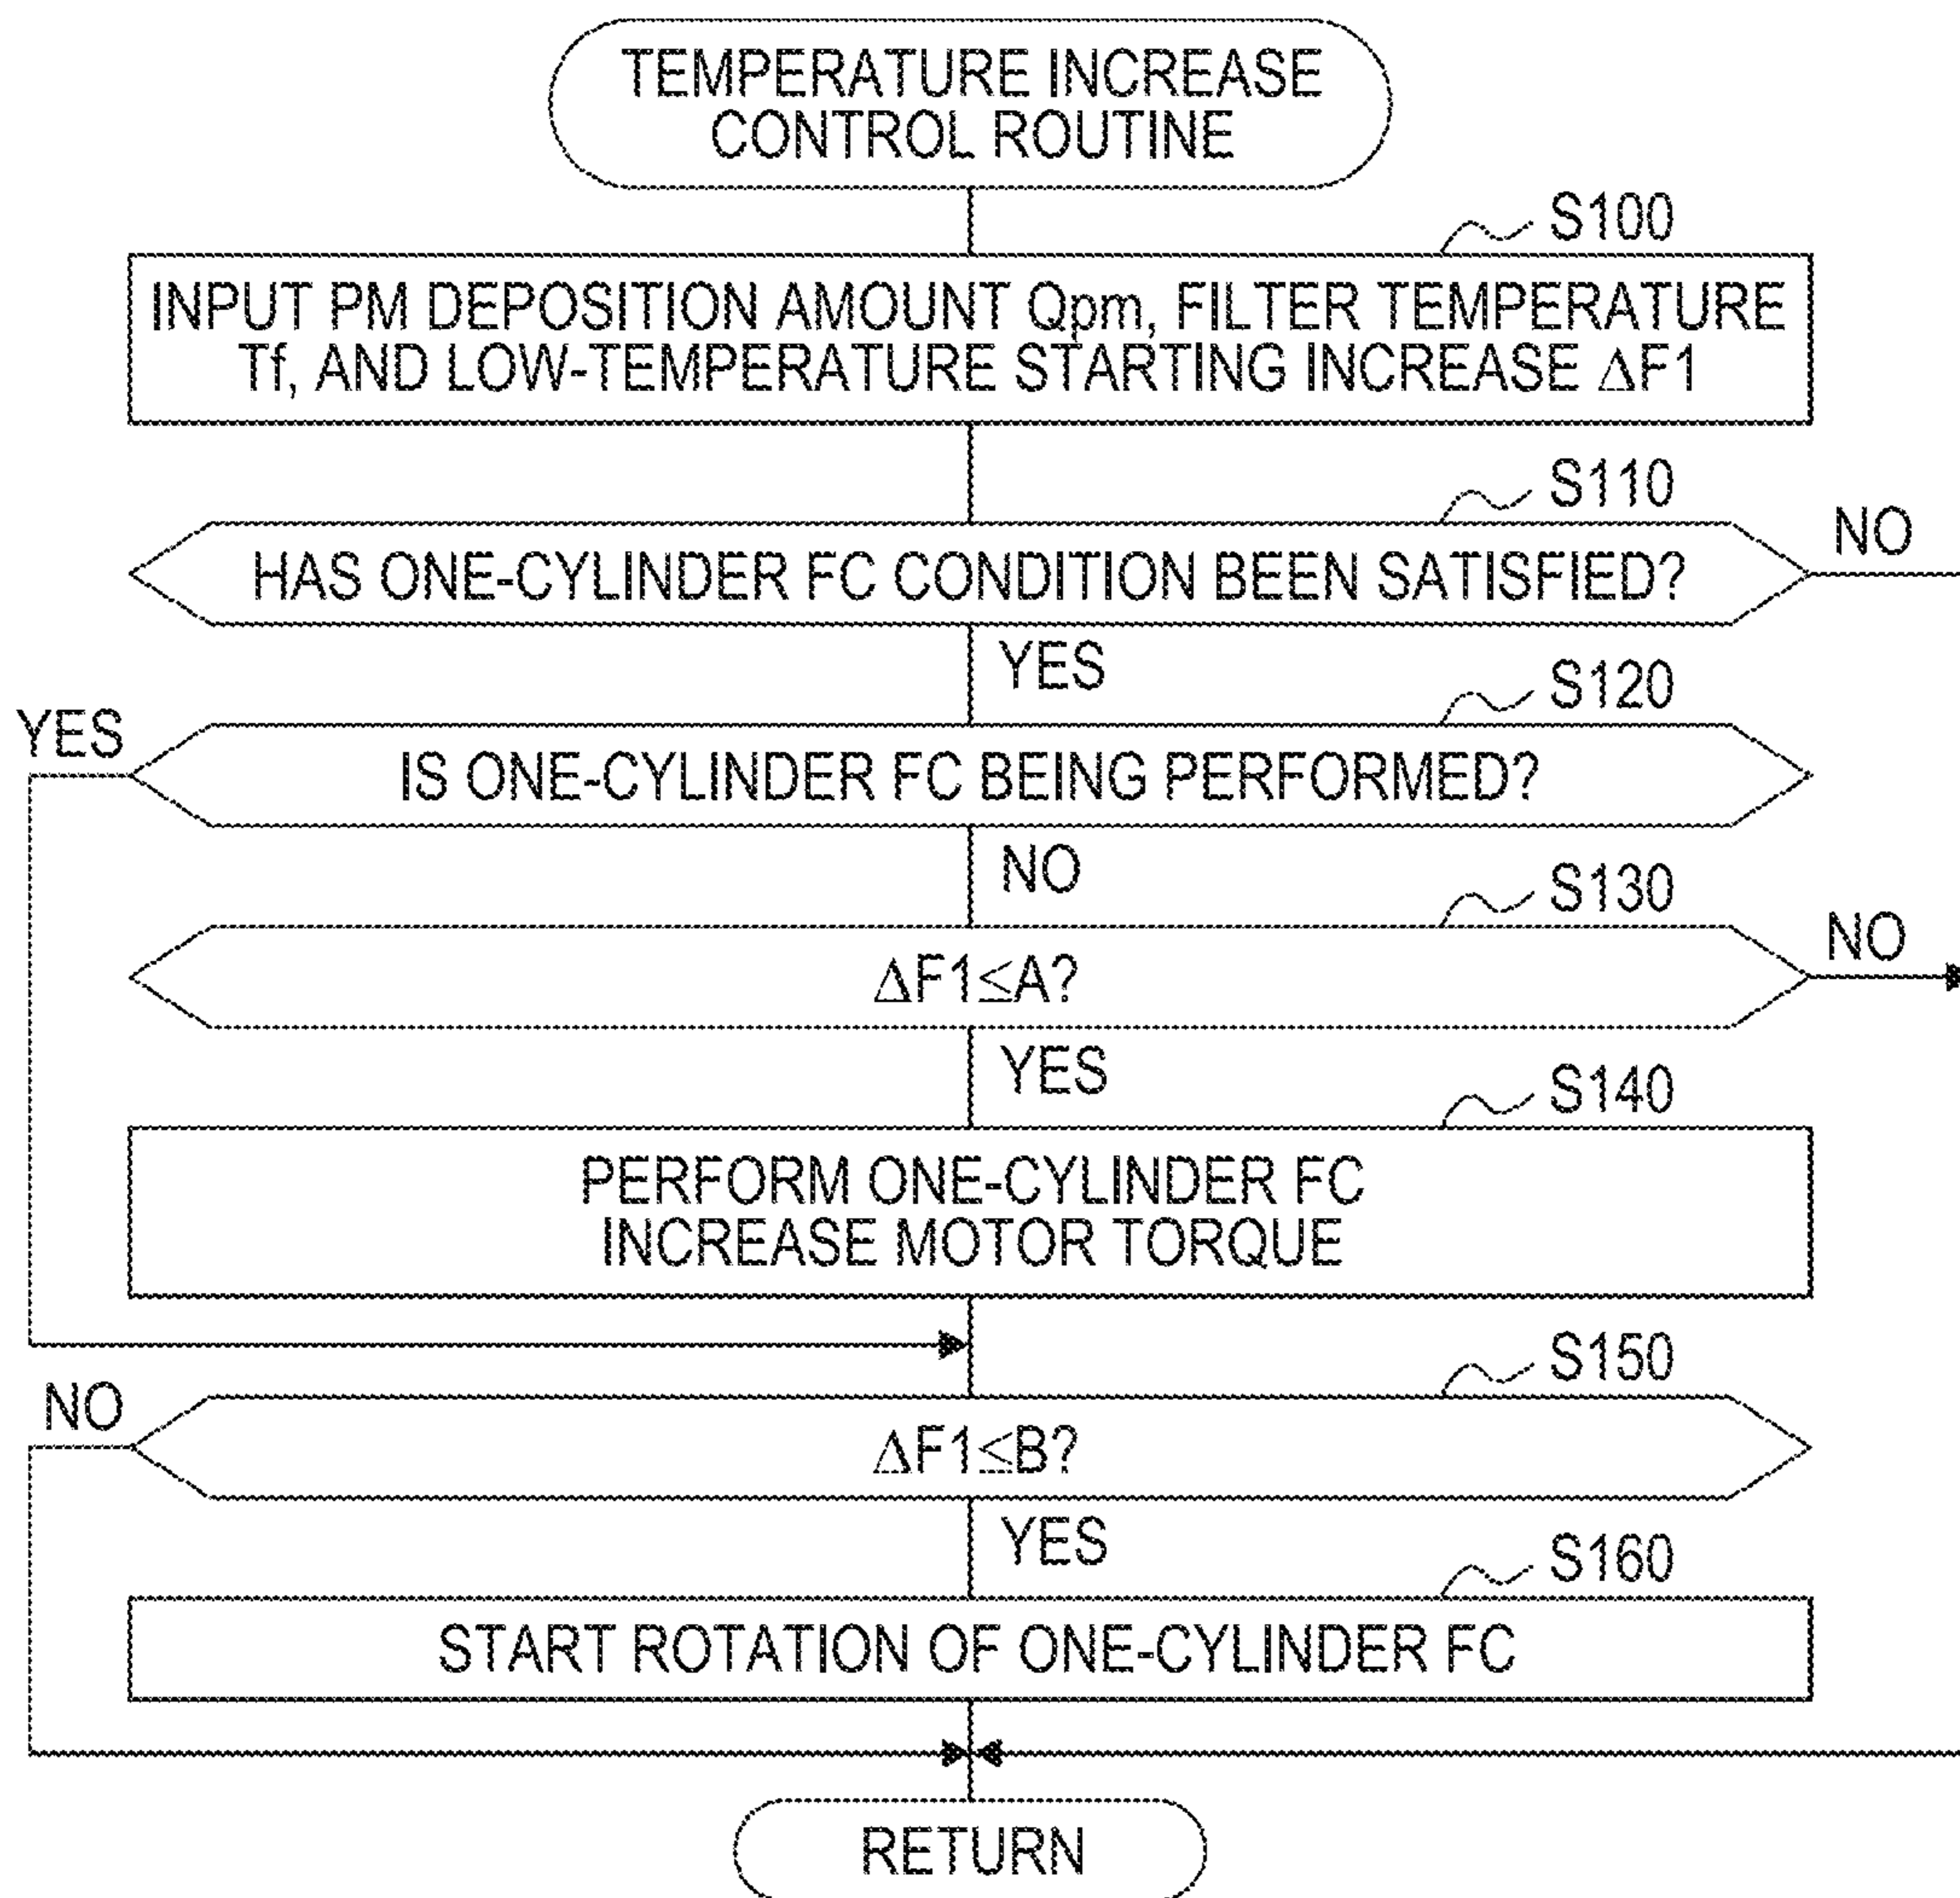 TEMPERATURE INCREASE
CONTROL ROUTINE
S100
INPUT PM DEPOSITION AMOUNT Qpm, FILTER TEMPERATURE
Tf, AND LOW-TEMPERATURE STARTING INCREASE ΔF1
S110
HAS ONE-CYLINDER FC CONDITION BEEN SATISFIED?
NO
YES
S120
YES
IS ONE-CYLINDER FC BEING PERFORMED?
NO
S130
ΔF1≤A?
NO
YES
S140
PERFORM ONE-CYLINDER FC
INCREASE MOTOR TORQUE
S150
NO
ΔF1≤B?
YES
S160
START ROTATION OF ONE-CYLINDER FC
RETURN